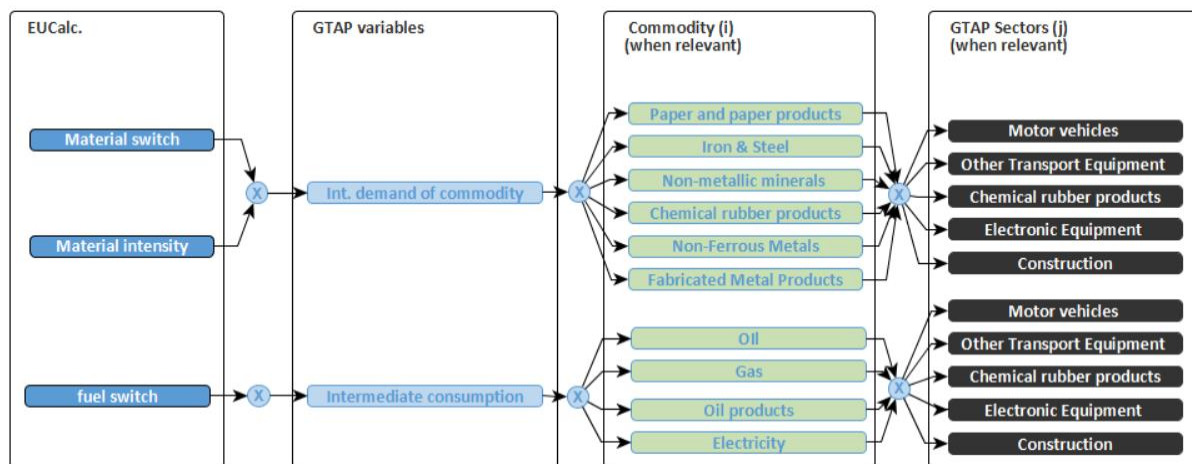 EUCalc.
Material switch
X
Material intensity
fuel switch
X
GTAP variables
Int. demand of commodity
X
Intermediate consumption
X
Commodity (i)
(when relevant)
Paper and paper products
Iron & Steel
Non-metallic minerals
Chemical rubber products
Non-Ferrous Metals
Fabricated Metal Products
X
OIl
Gas
Oil products
Electricity
X
GTAP Sectors (j)
(when relevant)
Motor vehicles
Other Transport Equipment
Chemical rubber products
Electronic Equipment
Construction
Motor vehicles
Other Transport Equipment
Chemical rubber products
Electronic Equipment
Construction